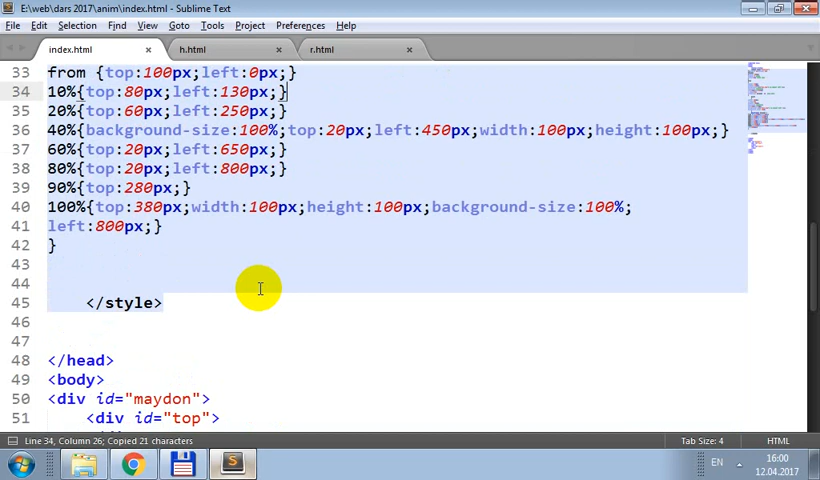 E:\web\dars 2017\anim\index.html - Sublime Text
File Edit Selection Find View Goto Tools Project Preferences Help
index.html × h.html × r.html ×
33 from {top:100px;left:0px;}
34 10%{top:80px;left:130px;}
35 20%{top:60px;left:250px;}
36 40%{background-size:100%;top:20px;left:450px;width:100px;height:100px;}
37 60%{top:20px;left:650px;}
38 80%{top:20px;left:800px;}
39 90%{top:280px;}
40 100%{top:380px;width:100px;height:100px;background-size:100%;
41 left:800px;}
42 }
43
44
45 </style>
46
47
48 </head>
49 <body>
50 <div id="maydon">
51 <div id="top">
Line 34, Column 26; Copied 21 characters Tab Size: 4 HTML
EN 16:00
12.04.2017